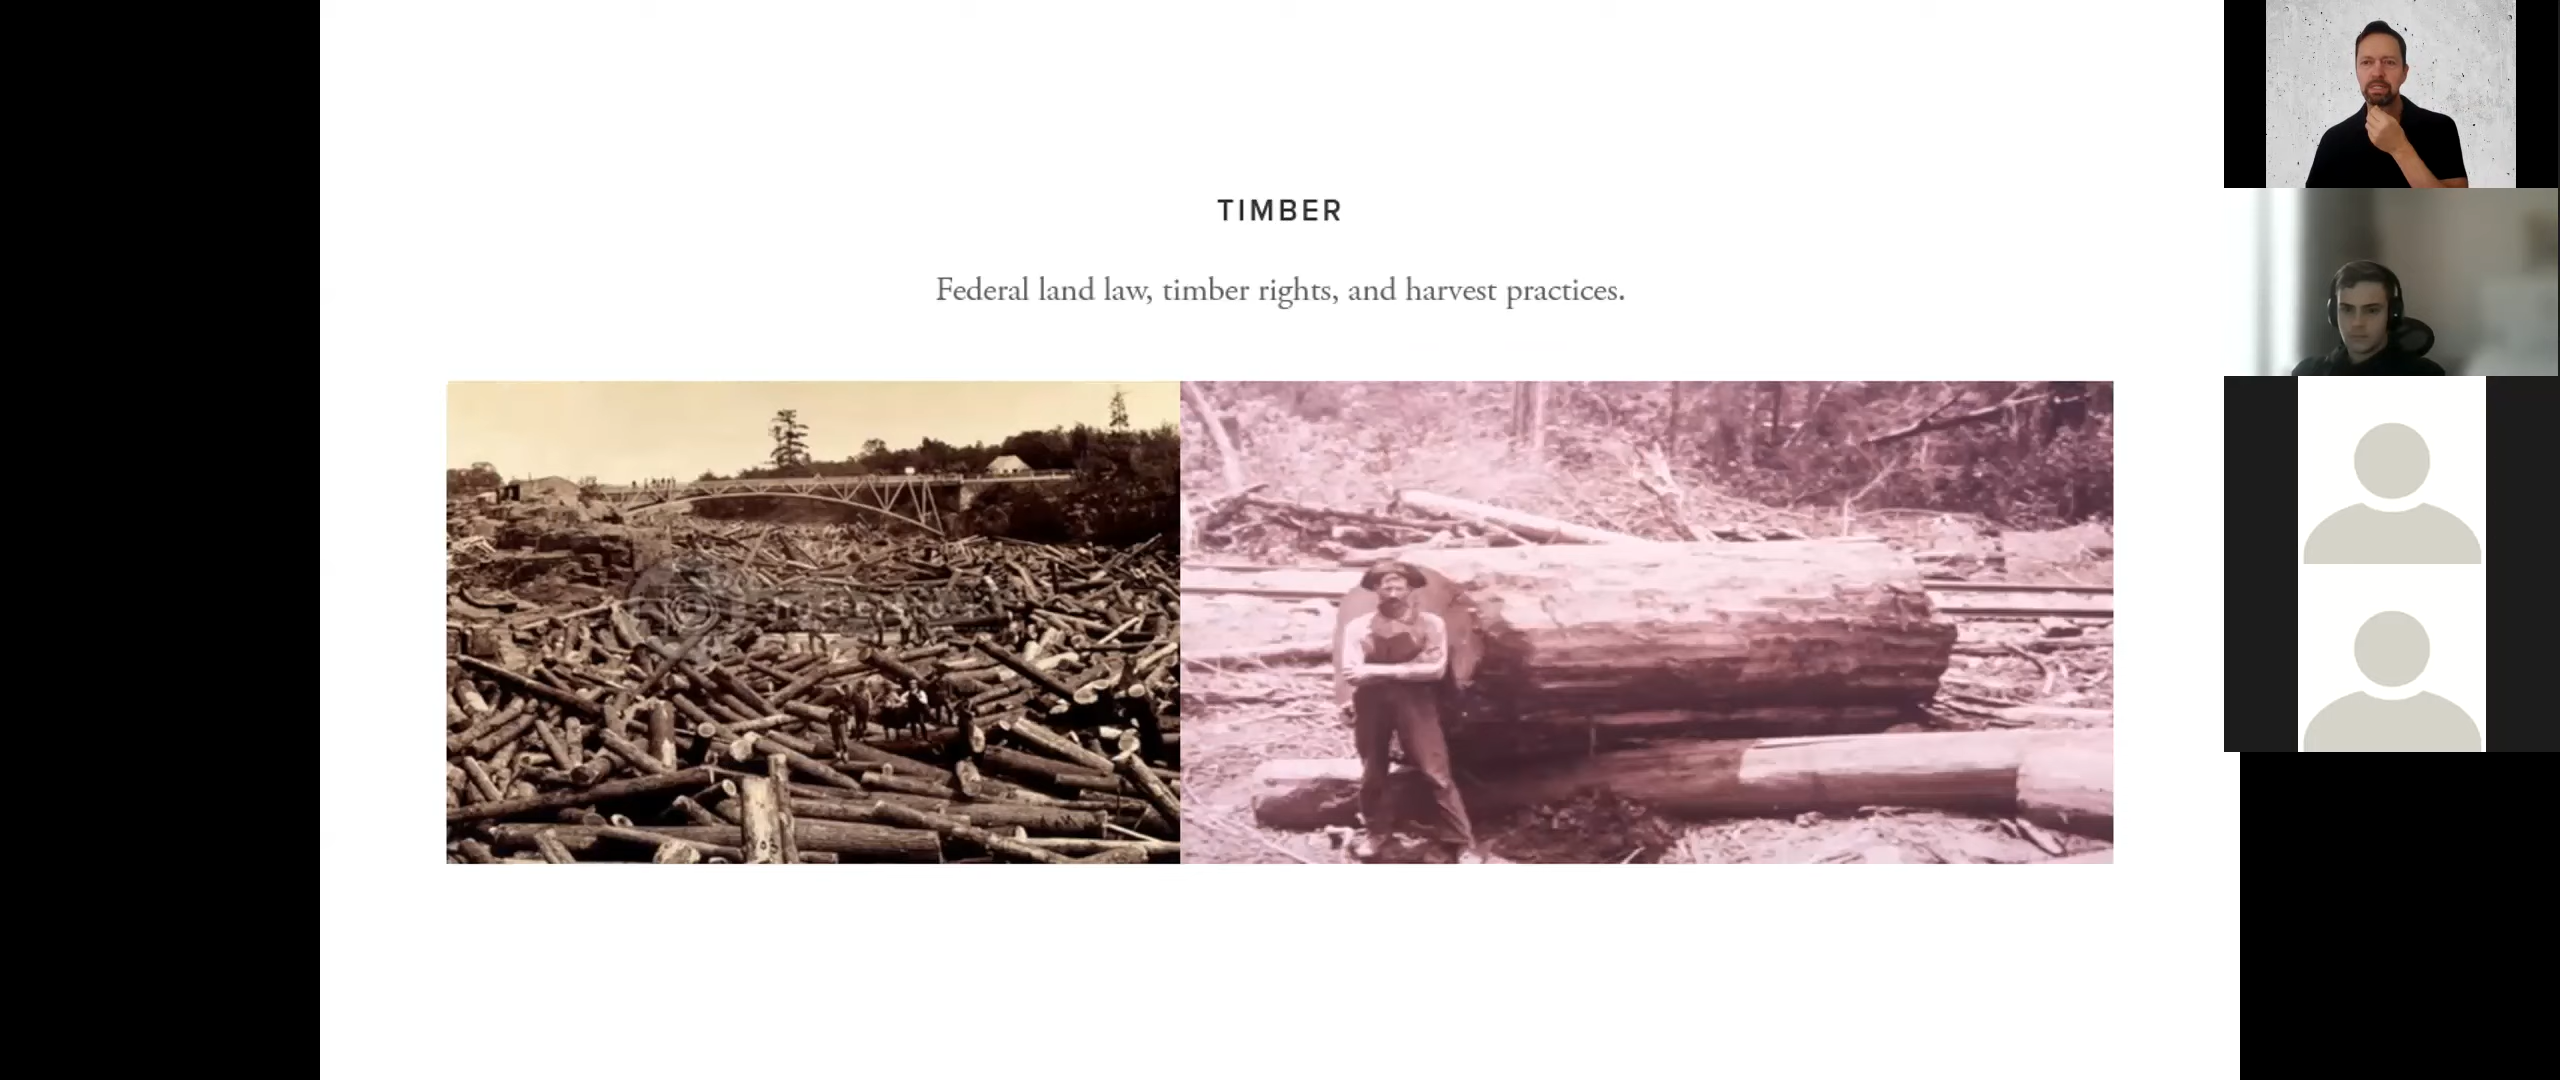 TIMBER
Federal land law, timber rights, and harvest practices.